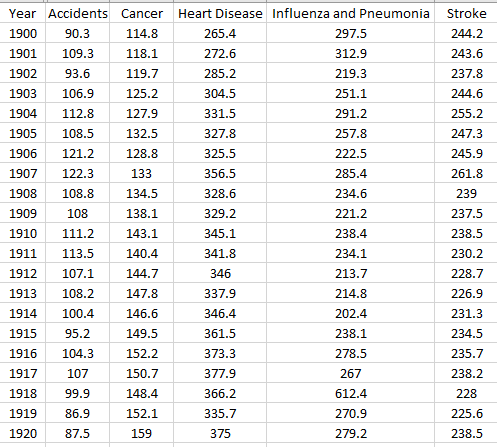 Year Accidents Cancer Heart Disease Influenza and Pneumonia Stroke
1900 90.3 114.8 265.4 297.5 244.2
1901 109.3 118.1 272.6 312.9 243.6
1902 93.6 119.7 285.2 219.3 237.8
1903 106.9 125.2 304.5 251.1 244.6
1904 112.8 127.9 331.5 291.2 255.2
1905 108.5 132.5 327.8 257.8 247.3
1906 121.2 128.8 325.5 222.5 245.9
1907 122.3 133 356.5 285.4 261.8
1908 108.8 134.5 328.6 234.6 239
1909 108 138.1 329.2 221.2 237.5
1910 111.2 143.1 345.1 238.4 238.5
1911 113.5 140.4 341.8 234.1 230.2
1912 107.1 144.7 346 213.7 228.7
1913 108.2 147.8 337.9 214.8 226.9
1914 100.4 146.6 346.4 202.4 231.3
1915 95.2 149.5 361.5 238.1 234.5
1916 104.3 152.2 373.3 278.5 235.7
1917 107 150.7 377.9 267 238.2
1918 99.9 148.4 366.2 612.4 228
1919 86.9 152.1 335.7 270.9 225.6
1920 87.5 159 375 279.2 238.5